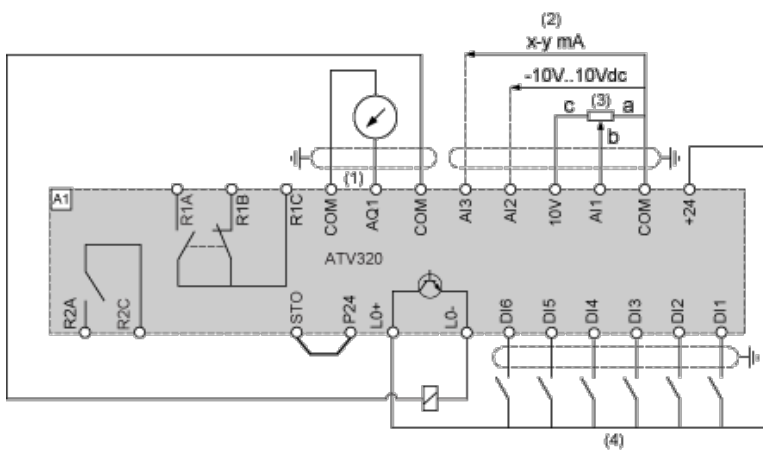 (2)
x-y mA
-10V..10Vdc
c (3) a
b
(1)
A1
R1A R1B R1C COM AQ1 COM AI3 AI2 10V AI1 COM +24
ATV320
R2A R2C STO P24 L0+ L0- DI6 DI5 DI4 DI3 DI2 DI1
(4)